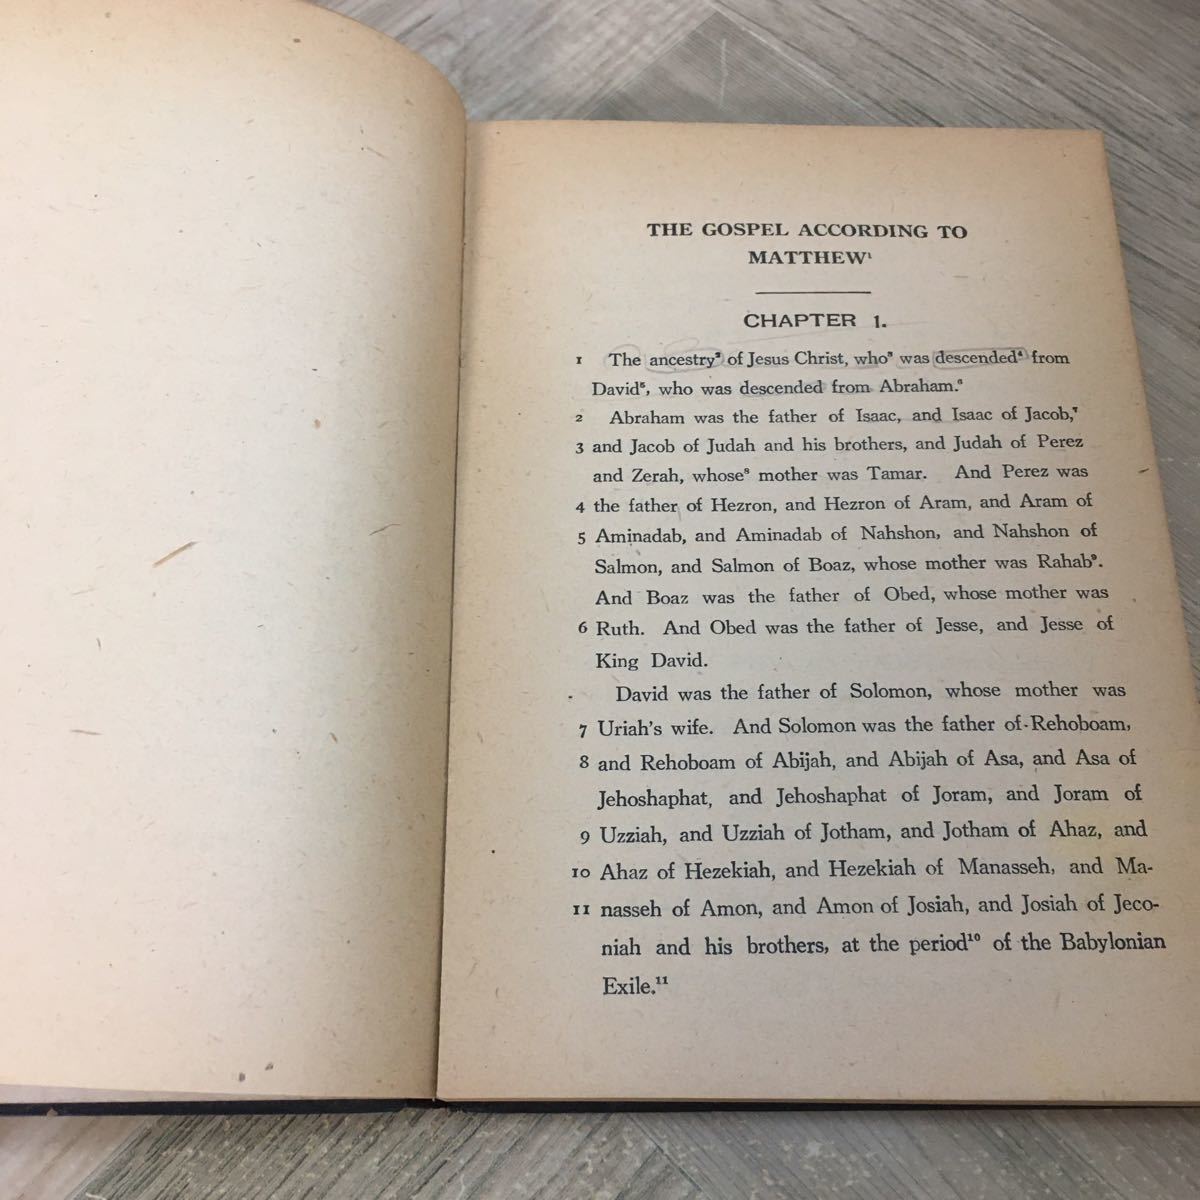 THE GOSPEL ACCORDING TO
MATTHEW¹
CHAPTER 1.
1 The ancestry² of Jesus Christ, who³ was descended⁴ from
David⁵, who was descended from Abraham.⁶
2 Abraham was the father of Isaac, and Isaac of Jacob,⁷
3 and Jacob of Judah and his brothers, and Judah of Perez
and Zerah, whose⁸ mother was Tamar. And Perez was
4 the father of Hezron, and Hezron of Aram, and Aram of
5 Aminadab, and Aminadab of Nahshon, and Nahshon of
Salmon, and Salmon of Boaz, whose mother was Rahab⁹.
And Boaz was the father of Obed, whose mother was
6 Ruth. And Obed was the father of Jesse, and Jesse of
King David.
David was the father of Solomon, whose mother was
7 Uriah's wife. And Solomon was the father of Rehoboam,
8 and Rehoboam of Abijah, and Abijah of Asa, and Asa of
Jehoshaphat, and Jehoshaphat of Joram, and Joram of
9 Uzziah, and Uzziah of Jotham, and Jotham of Ahaz, and
10 Ahaz of Hezekiah, and Hezekiah of Manasseh, and Ma-
11 nasseh of Amon, and Amon of Josiah, and Josiah of Jeco-
niah and his brothers, at the period¹⁰ of the Babylonian
Exile.¹¹